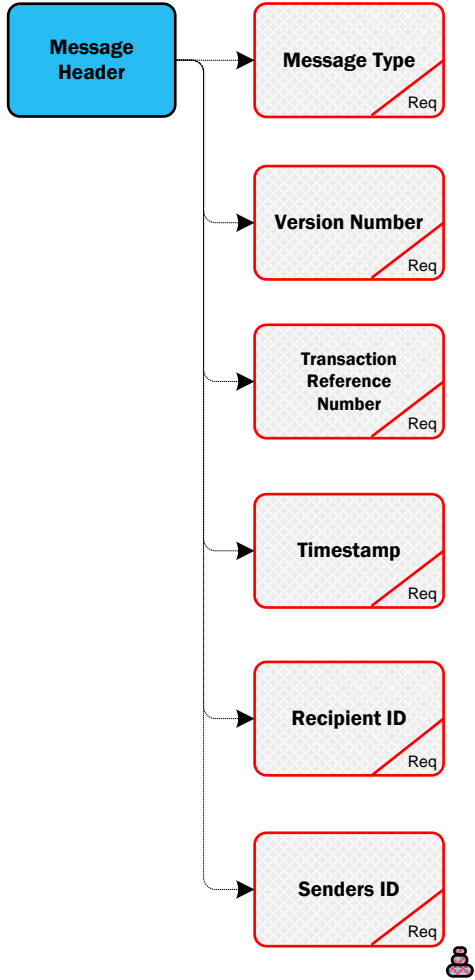 Message
Header
Message Type
Req
Version Number
Req
Transaction
Reference
Number
Req
Timestamp
Req
Recipient ID
Req
Senders ID
Req